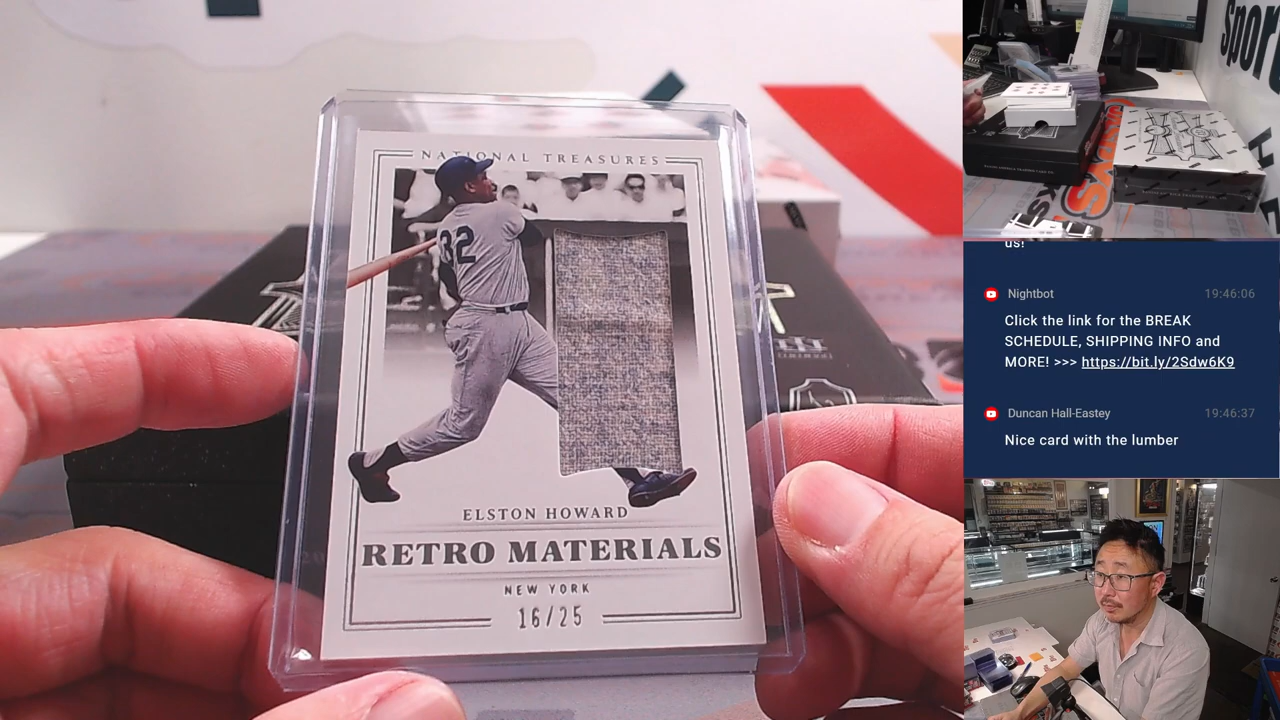 NATIONAL TREASURES
32
ELSTON HOWARD
RETRO MATERIALS
NEW YORK
16/25
spor
us!
Nightbot 19:46:06
Click the link for the BREAK
SCHEDULE, SHIPPING INFO and
MORE! >>> https://bit.ly/2Sdw6K9
Duncan Hall-Eastey 19:46:37
Nice card with the lumber